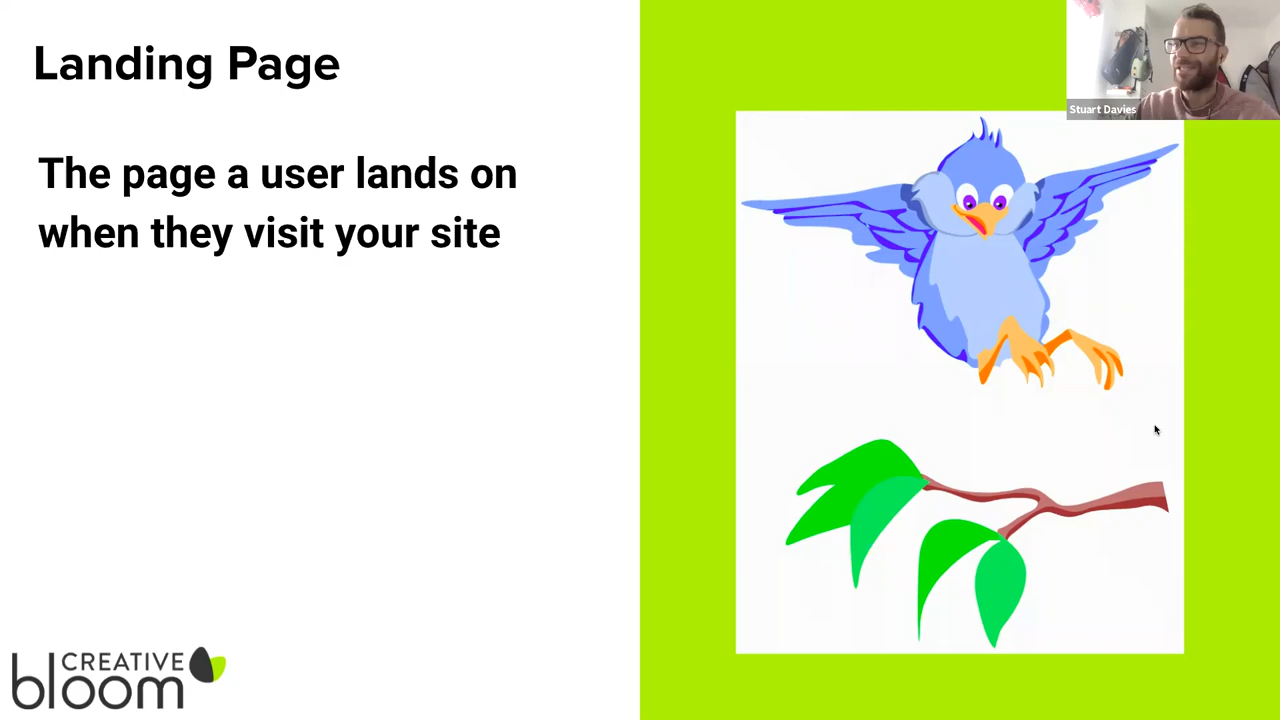 Landing Page
The page a user lands on
when they visit your site
Stuart Davies
CREATIVE
bloom